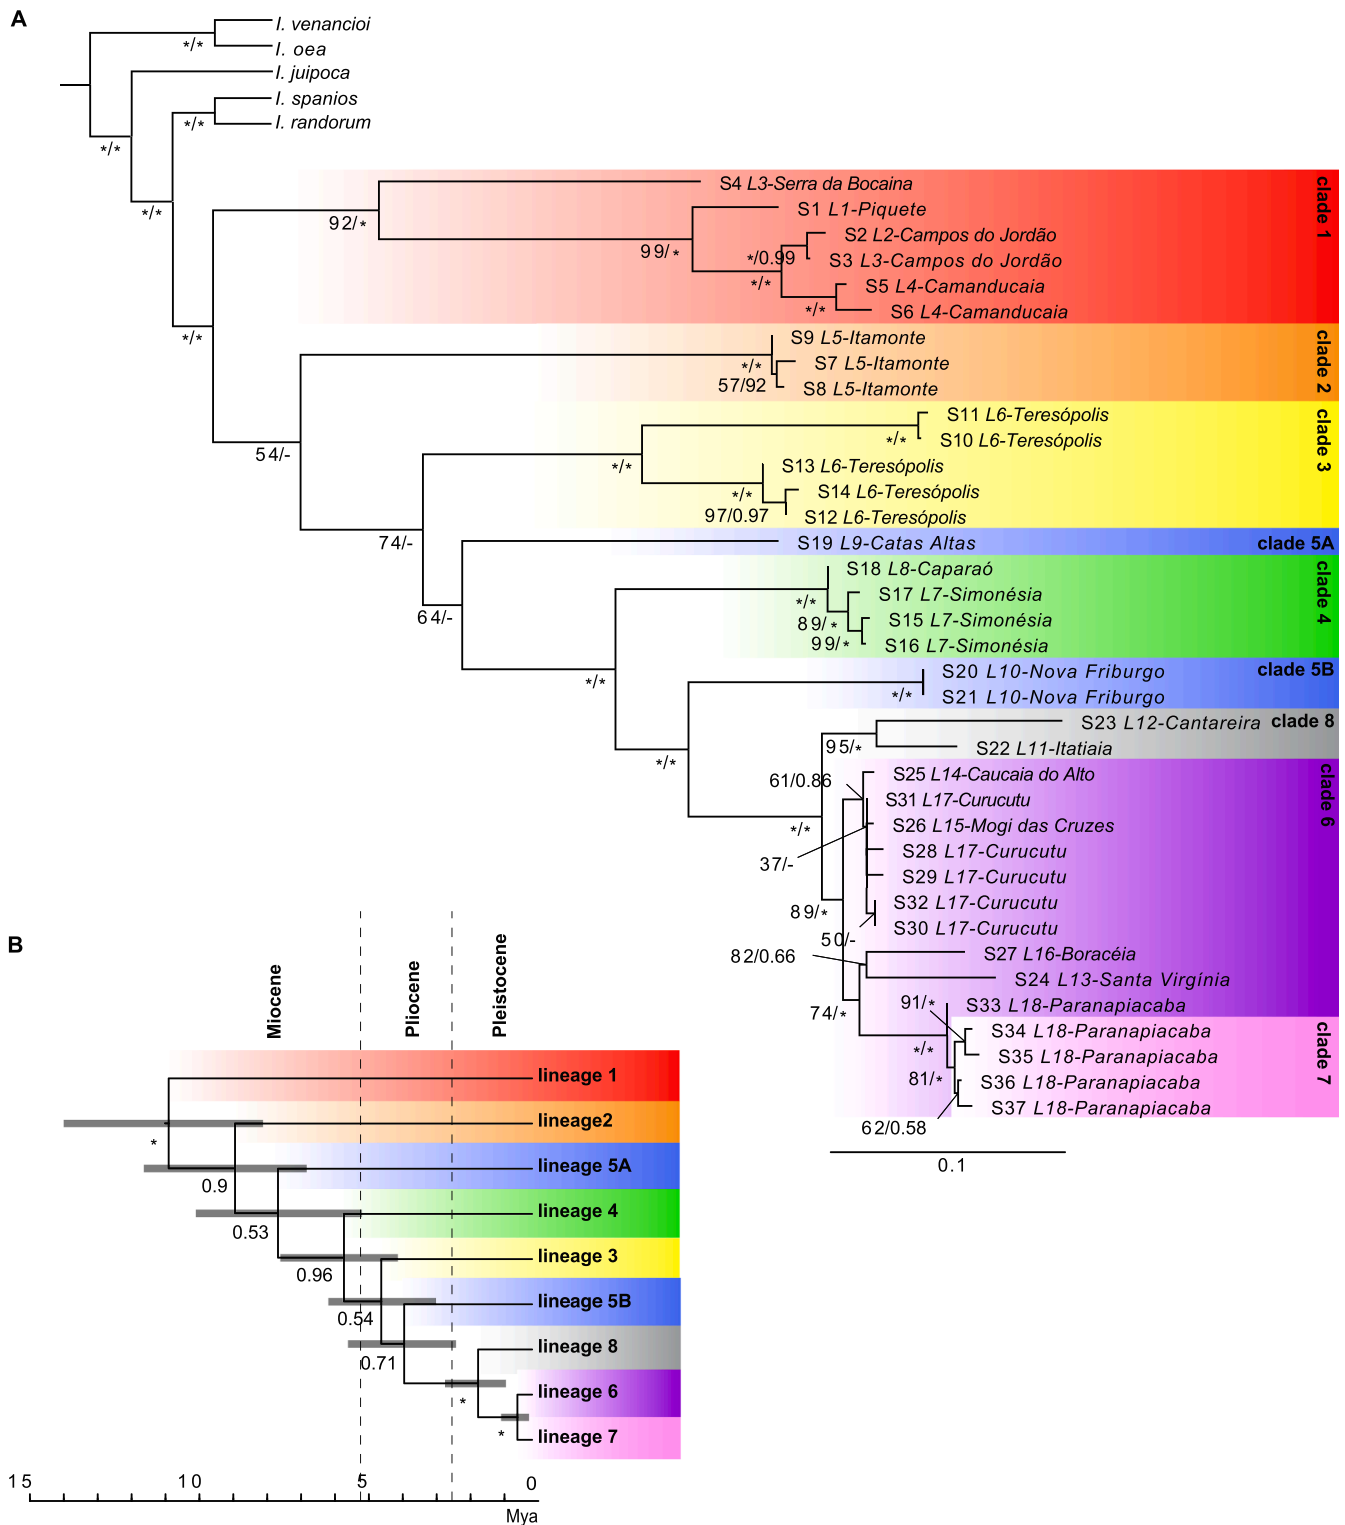 A
I. venancioi
*/*
I. oea
I. juipoca
I. spanios
*/*
I. randorum
*/*
*/*
S4 L3-Serra da Bocaina
clade 1
92/*
S1 L1-Piquete
S2 L2-Campos do Jordão
99/*
*/0.99
S3 L3-Campos do Jordão
*/*
S5 L4-Camanducaia
*/*
S6 L4-Camanducaia
*/*
S9 L5-Itamonte
clade 2
*/*
S7 L5-Itamonte
57/92
S8 L5-Itamonte
S11 L6-Teresópolis
clade 3
*/*
S10 L6-Teresópolis
54/-
*/*
S13 L6-Teresópolis
*/*
S14 L6-Teresópolis
97/0.97
S12 L6-Teresópolis
74/-
S19 L9-Catas Altas
clade 5A
S18 L8-Caparaó
clade 4
*/*
S17 L7-Simonésia
64/-
89/*
S15 L7-Simonésia
99/*
S16 L7-Simonésia
*/*
S20 L10-Nova Friburgo
clade 5B
*/*
S21 L10-Nova Friburgo
S23 L12-Cantareira
clade 8
95/*
S22 L11-Itatiaia
*/*
61/0.86
S25 L14-Caucaia do Alto
clade 6
S31 L17-Curucutu
*/*
S26 L15-Mogi das Cruzes
37/-
S28 L17-Curucutu
S29 L17-Curucutu
89/*
S32 L17-Curucutu
50/-
S30 L17-Curucutu
82/0.66
S27 L16-Boracéia
S24 L13-Santa Virgínia
74/*
91/*
S33 L18-Paranapiacaba
S34 L18-Paranapiacaba
clade 7
*/*
S35 L18-Paranapiacaba
81/*
S36 L18-Paranapiacaba
S37 L18-Paranapiacaba
62/0.58
0.1
B
Miocene
Pliocene
Pleistocene
lineage 1
lineage2
*
lineage 5A
0.9
lineage 4
0.53
lineage 3
0.96
lineage 5B
0.54
lineage 8
0.71
lineage 6
*
lineage 7
*
15
10
5
0
Mya